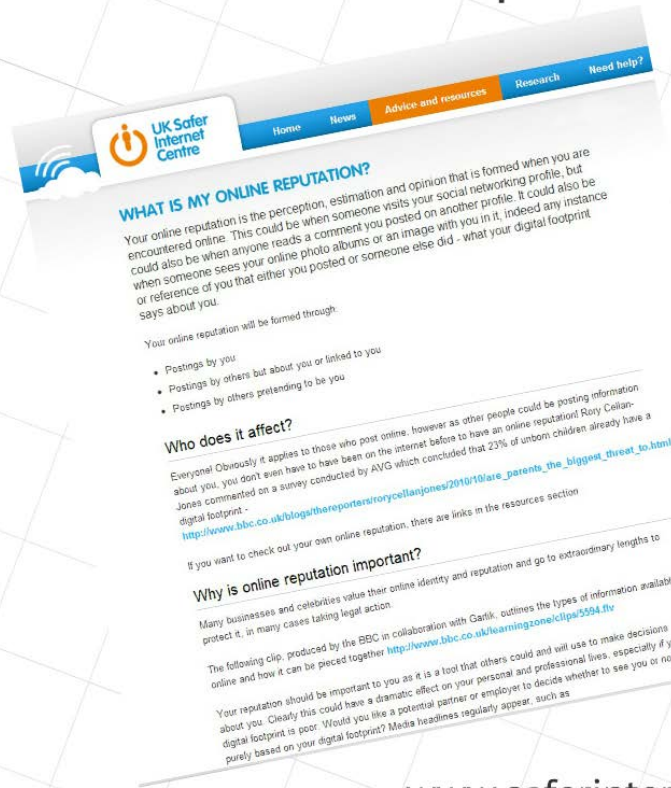 UK Safer
Internet
Centre
Home
News
Advice and resources
Research
Need help?
WHAT IS MY ONLINE REPUTATION?
Your online reputation is the perception, estimation and opinion that is formed when you are
encountered online. This could be when someone visits your social networking profile, but
could also be when anyone reads a comment you posted on another profile. It could also be
when someone sees your online photo albums or an image with you in it, indeed any instance
or reference of you that either you posted or someone else did - what your digital footprint
says about you.
Your online reputation will be formed through:
• Postings by you
• Postings by others but about you or linked to you
• Postings by others pretending to be you
Who does it affect?
Everyone! Obviously it applies to those who post online, however as other people could be posting information
about you, you don't even have to have been on the internet before to have an online reputation! Rory Cellan-
Jones commented on a survey conducted by AVG which concluded that 23% of unborn children already have a
digital footprint -
http://www.bbc.co.uk/blogs/thereporters/rorycellanjones/2010/10/are_parents_the_biggest_threat_to.html
If you want to check out your own online reputation, there are links in the resources section
Why is online reputation important?
Many businesses and celebrities value their online identity and reputation and go to extraordinary lengths to
protect it, in many cases taking legal action.
The following clip, produced by the BBC in collaboration with Garlik, outlines the types of information available
online and how it can be pieced together http://www.bbc.co.uk/learningzone/clips/5594.flv
Your reputation should be important to you as it is a tool that others could and will use to make decisions
about you. Clearly this could have a dramatic effect on your personal and professional lives, especially if
digital footprint is poor. Would you like a potential partner or employer to decide whether to see you or
purely based on your digital footprint? Media headlines regularly appear, such as